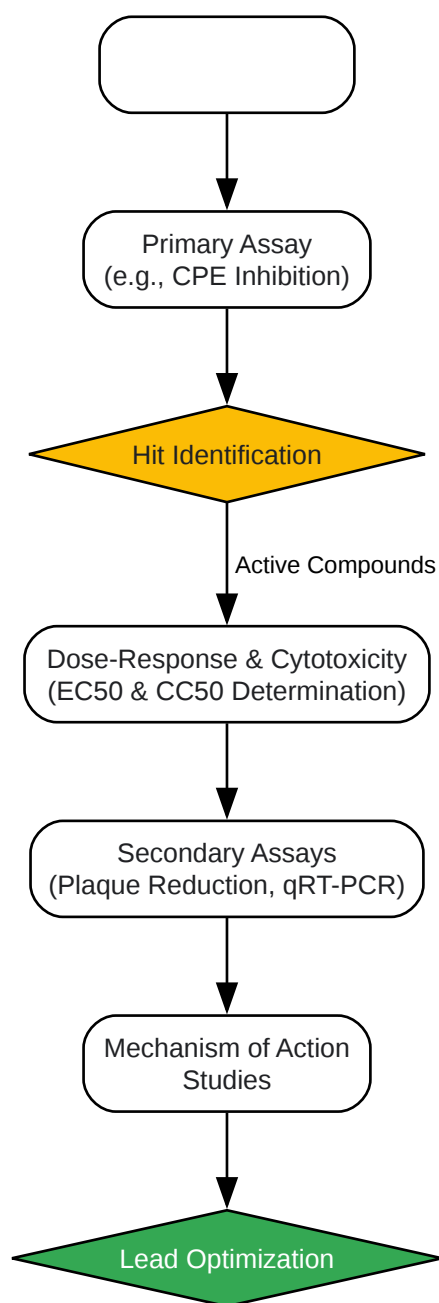 Primary Assay
(e.g., CPE Inhibition)
Hit Identification
Active Compounds
Dose-Response & Cytotoxicity
(EC50 & CC50 Determination)
Secondary Assays
(Plaque Reduction, qRT-PCR)
Mechanism of Action
Studies
Lead Optimization